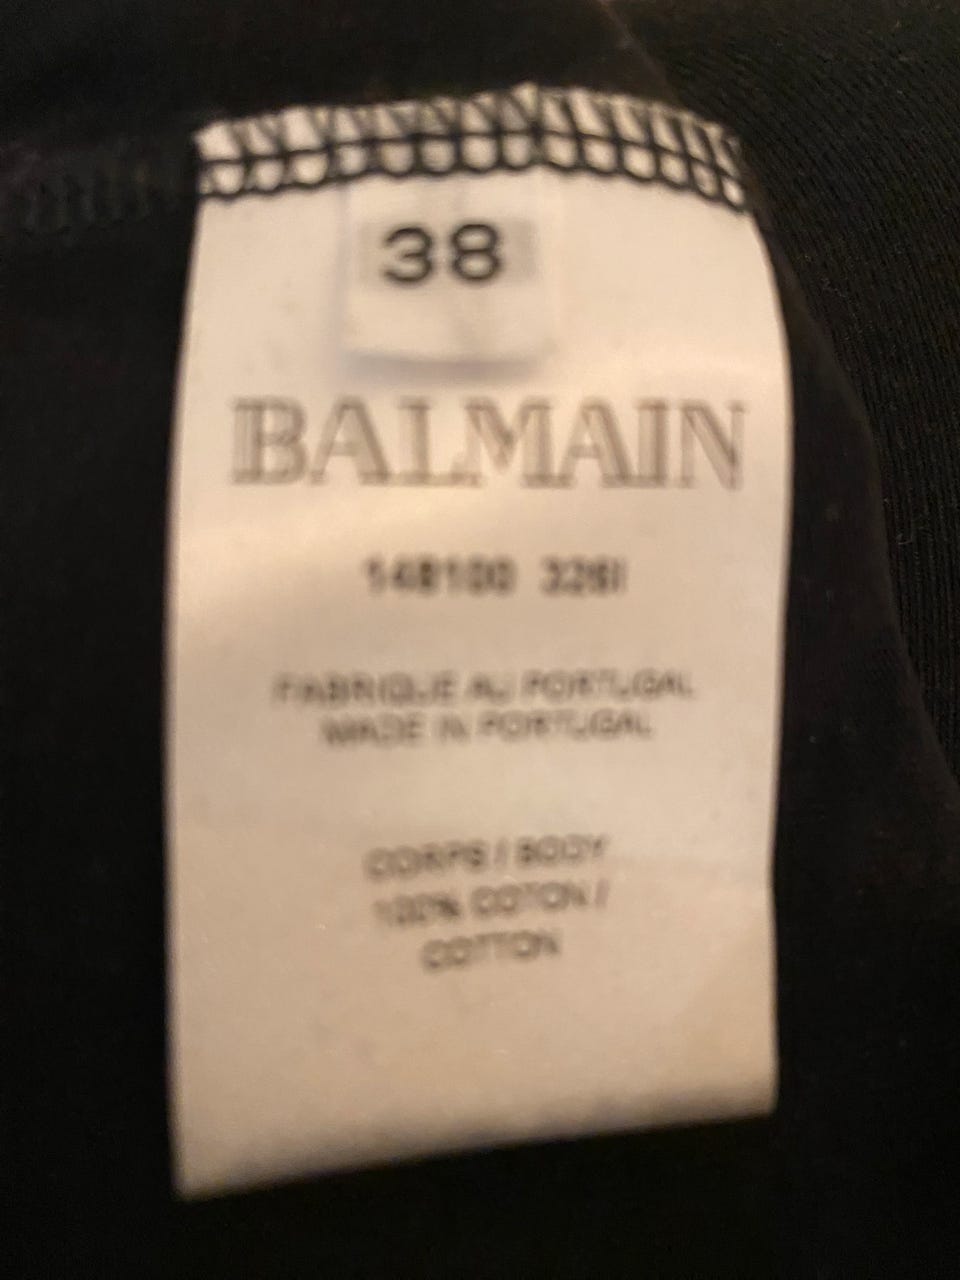 38
BALMAIN
148100 326I
FABRIQUE AU PORTUGAL
MADE IN PORTUGAL
CORPS / BODY
100% COTON /
COTTON